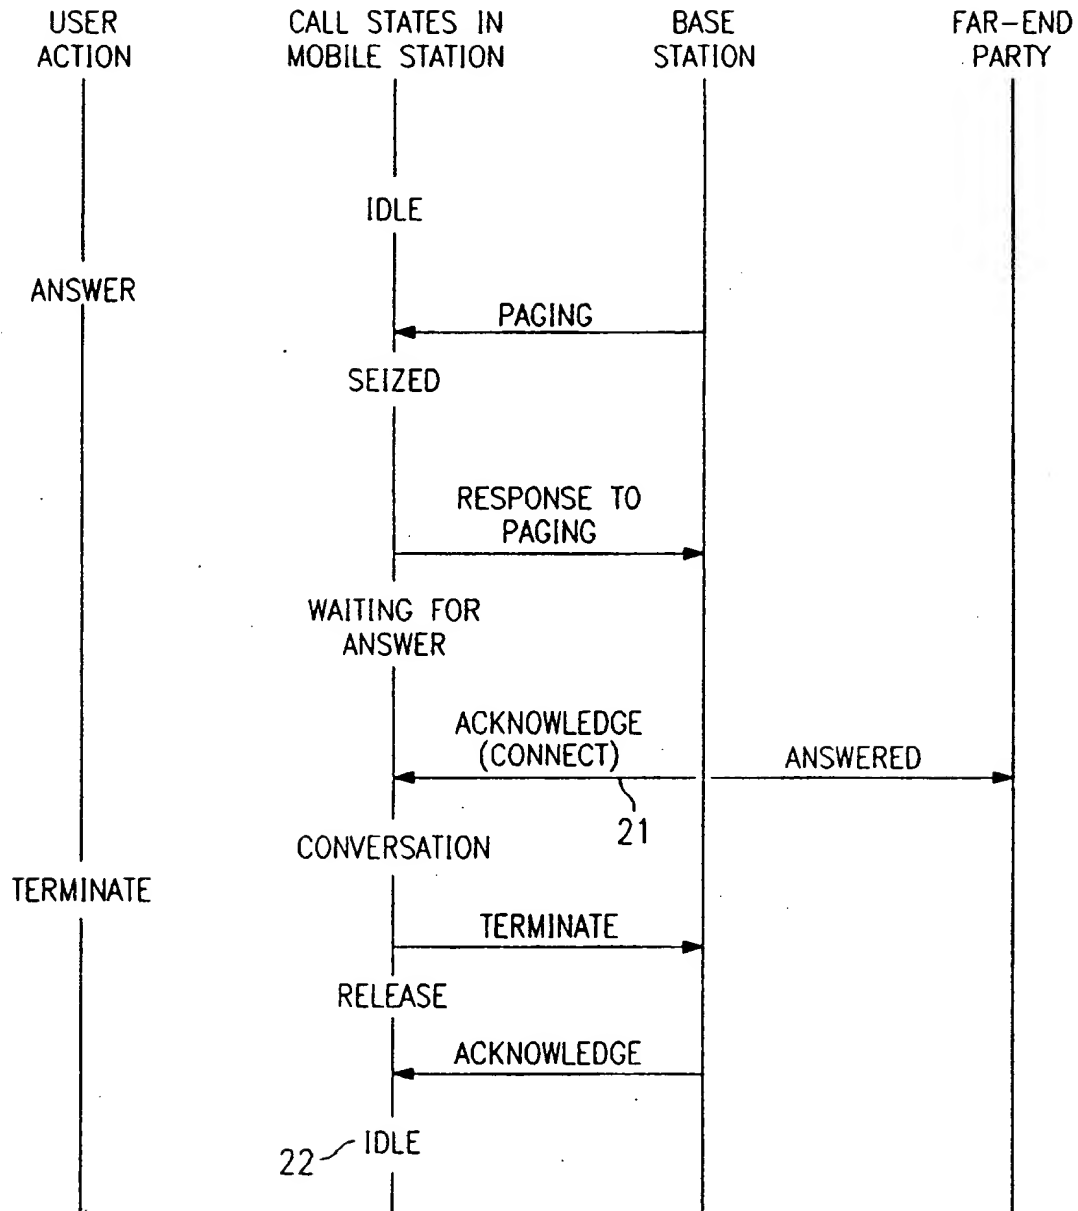 USER
ACTION
CALL STATES IN
MOBILE STATION
BASE
STATION
FAR-END
PARTY
IDLE
ANSWER
PAGING
SEIZED
RESPONSE TO
PAGING
WAITING FOR
ANSWER
ACKNOWLEDGE
(CONNECT)
ANSWERED
21
CONVERSATION
TERMINATE
TERMINATE
RELEASE
ACKNOWLEDGE
22
IDLE